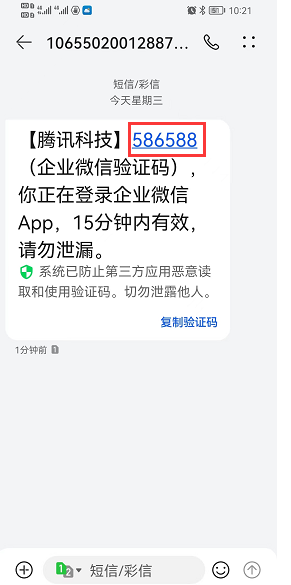 10:21
10655020012887...
短信/彩信
今天星期三
【腾讯科技】586588
（企业微信验证码），
你正在登录企业微信
App，15分钟内有效，
请勿泄漏。
系统已防止第三方应用恶意读
取和使用验证码。切勿泄露他人。
复制验证码
1分钟前 1
1 2 短信/彩信